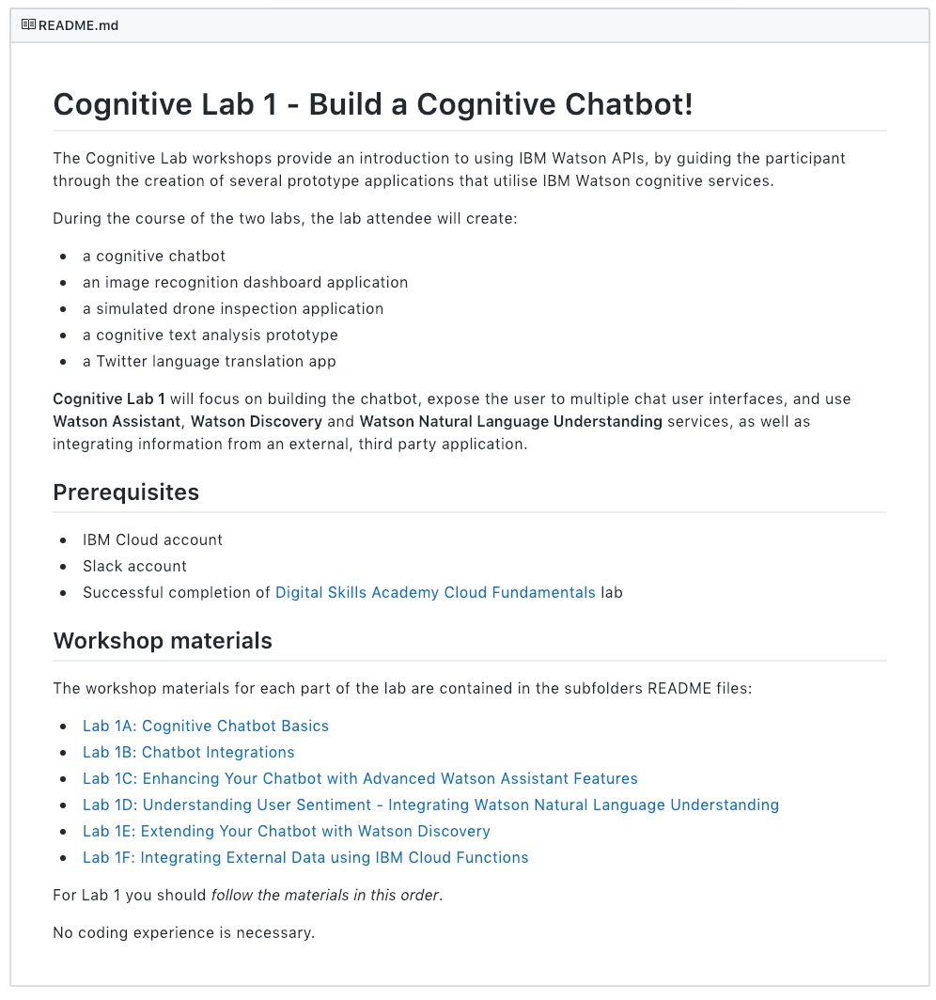 README.md
Cognitive Lab 1 - Build a Cognitive Chatbot!
The Cognitive Lab workshops provide an introduction to using IBM Watson APIs, by guiding the participant
through the creation of several prototype applications that utilise IBM Watson cognitive services.
During the course of the two labs, the lab attendee will create:
• a cognitive chatbot
• an image recognition dashboard application
• a simulated drone inspection application
• a cognitive text analysis prototype
• a Twitter language translation app
Cognitive Lab 1 will focus on building the chatbot, expose the user to multiple chat user interfaces, and use
Watson Assistant, Watson Discovery and Watson Natural Language Understanding services, as well as
integrating information from an external, third party application.
Prerequisites
• IBM Cloud account
• Slack account
• Successful completion of Digital Skills Academy Cloud Fundamentals lab
Workshop materials
The workshop materials for each part of the lab are contained in the subfolders README files:
• Lab 1A: Cognitive Chatbot Basics
• Lab 1B: Chatbot Integrations
• Lab 1C: Enhancing Your Chatbot with Advanced Watson Assistant Features
• Lab 1D: Understanding User Sentiment - Integrating Watson Natural Language Understanding
• Lab 1E: Extending Your Chatbot with Watson Discovery
• Lab 1F: Integrating External Data using IBM Cloud Functions
For Lab 1 you should follow the materials in this order.
No coding experience is necessary.